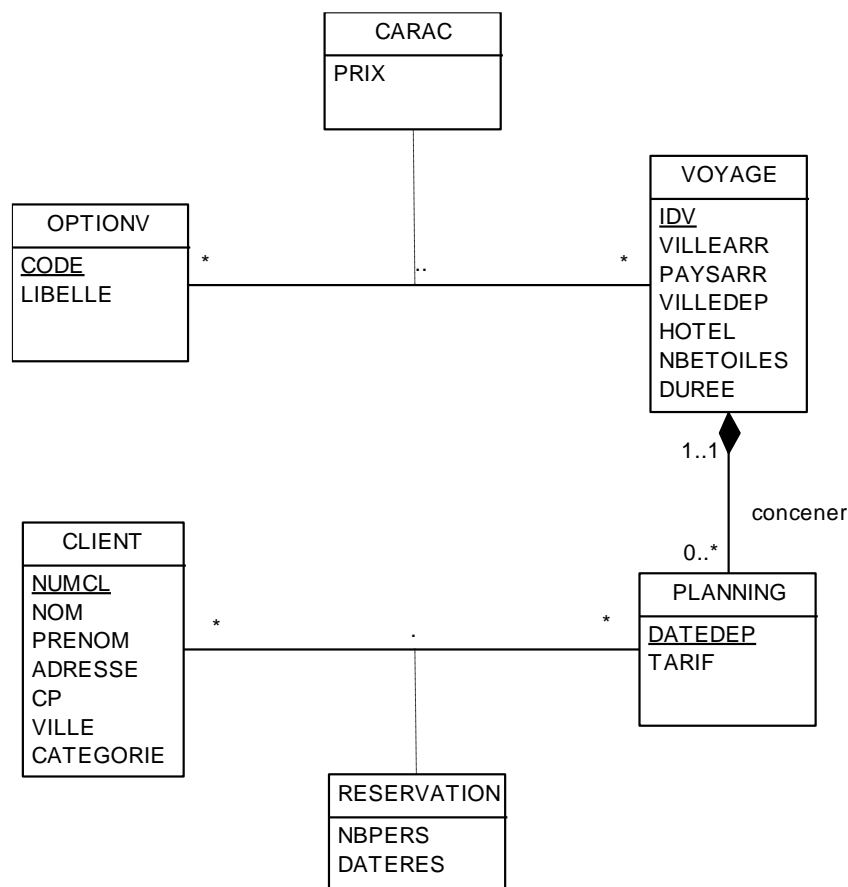 CARAC
PRIX
VOYAGE
IDV
VILLEARR
PAYSARR
VILLEDEP
HOTEL
NBETOILES
DUREE
OPTIONV
CODE
LIBELLE
*
..
*
1..1
concener
0..*
CLIENT
NUMCL
NOM
PRENOM
ADRESSE
CP
VILLE
CATEGORIE
*
.
*
PLANNING
DATEDEP
TARIF
RESERVATION
NBPERS
DATERES